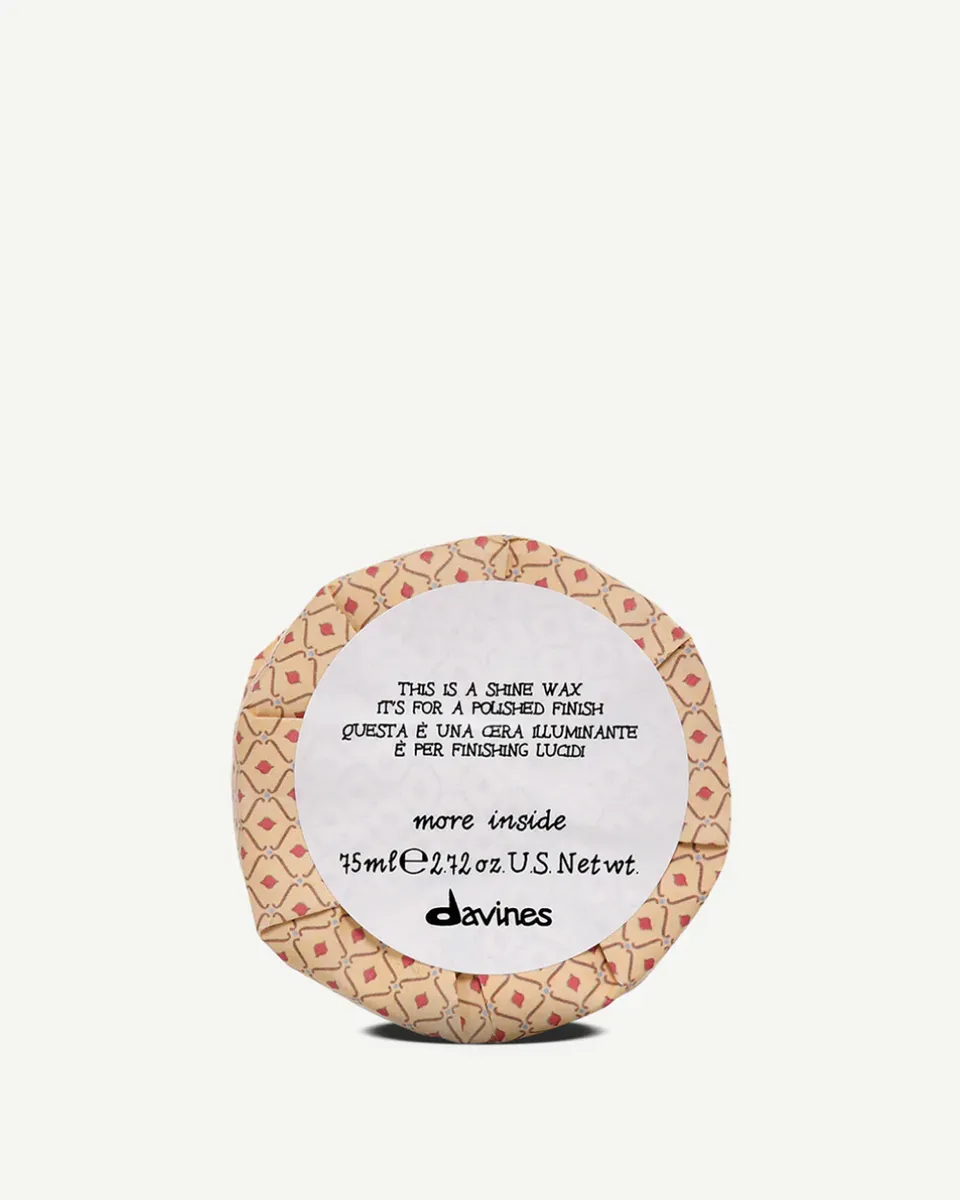 THIS IS A SHINE WAX
IT'S FOR A POLISHED FINISH
QUESTA È UNA CERA ILLUMINANTE
È PER FINISHING LUCIDI
more inside
75ml℮2.72oz.U.S.Netwt.
davines